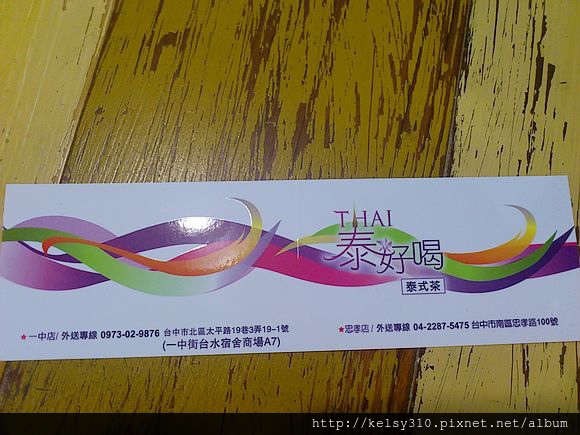 THAI
泰好喝
泰式茶
★一中店/外送專線 0973-02-9876 台中市北區太平路19巷3弄19-1號
(一中街台水宿舍商場A7)
★忠孝店/外送專線 04-2287-5475 台中市南區忠孝路100號
http://kelsy310.pixnet.net/album